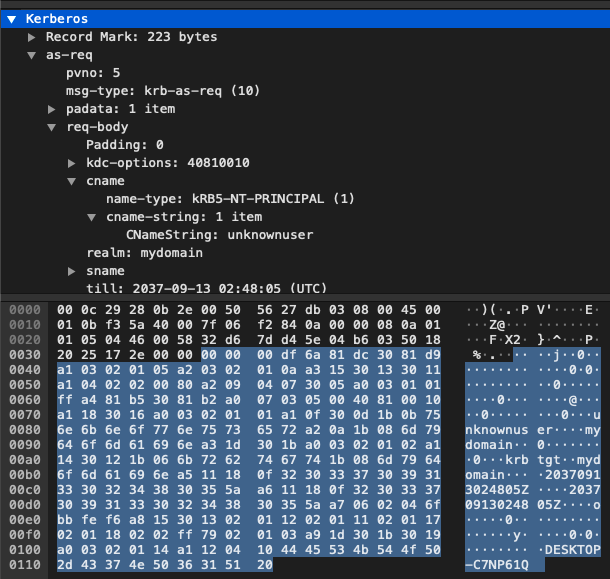 Kerberos
Record Mark: 223 bytes
as-req
pvno: 5
msg-type: krb-as-req (10)
padata: 1 item
req-body
Padding: 0
kdc-options: 40810010
cname
name-type: kRB5-NT-PRINCIPAL (1)
cname-string: 1 item
CNameString: unknownuser
realm: mydomain
sname
till: 2037-09-13 02:48:05 (UTC)
0000 00 0c 29 28 0b 2e 00 50 56 27 db 03 08 00 45 00 ··)(·.·P V'····E·
0010 01 0b f3 5a 40 00 7f 06 f2 84 0a 00 00 08 0a 01 ···Z@··· ········
0020 01 05 04 46 00 58 32 d6 7d d4 5e 04 b6 03 50 18 ···F·X2· }·^···P·
0030 20 25 17 2e 00 00 00 00 00 df 6a 81 dc 30 81 d9 %·.···· ··j··0··
0040 a1 03 02 01 05 a2 03 02 01 0a a3 15 30 13 30 11 ········ ····0·0·
0050 a1 04 02 02 00 80 a2 09 04 07 30 05 a0 03 01 01 ········ ··0·····
0060 ff a4 81 b5 30 81 b2 a0 07 03 05 00 40 81 00 10 ····0··· ····@···
0070 a1 18 30 16 a0 03 02 01 01 a1 0f 30 0d 1b 0b 75 ··0····· ···0···u
0080 6e 6b 6e 6f 77 6e 75 73 65 72 a2 0a 1b 08 6d 79 nknownus er····my
0090 64 6f 6d 61 69 6e a3 1d 30 1b a0 03 02 01 02 a1 domain·· 0·······
00a0 14 30 12 1b 06 6b 72 62 74 67 74 1b 08 6d 79 64 ·0···krb tgt··myd
00b0 6f 6d 61 69 6e a5 11 18 0f 32 30 33 37 30 39 31 omain··· ·2037091
00c0 33 30 32 34 38 30 35 5a a6 11 18 0f 32 30 33 37 3024805Z ····2037
00d0 30 39 31 33 30 32 34 38 30 35 5a a7 06 02 04 6f 09130248 05Z····o
00e0 bb fe f6 a8 15 30 13 02 01 12 02 01 11 02 01 17 ·····0·· ········
00f0 02 01 18 02 02 ff 79 02 01 03 a9 1d 30 1b 30 19 ······y· ····0·0·
0100 a0 03 02 01 14 a1 12 04 10 44 45 53 4b 54 4f 50 ········ ·DESKTOP
0110 2d 43 37 4e 50 36 31 51 20 -C7NP61Q